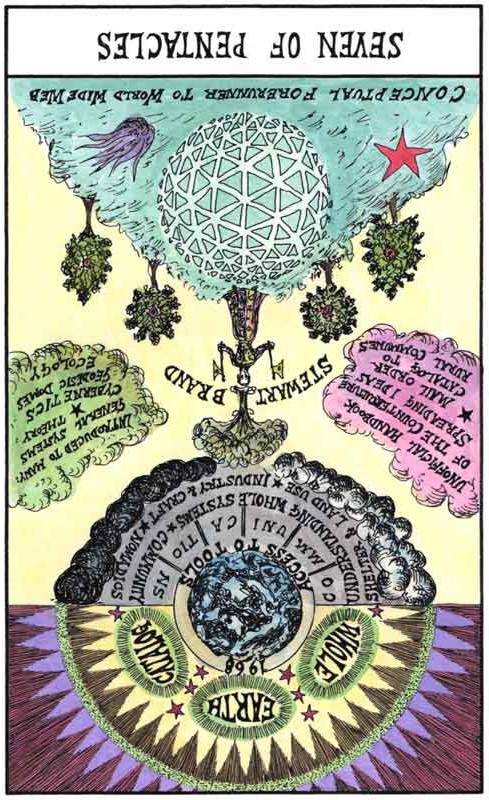 WHOLE
EARTH
CATALOG
1968
ACCESS TO TOOLS
COMMUNICATIONS
UNDERSTANDING WHOLE SYSTEMS ★ COMMUNITY
SHELTER & LAND USE ★ INDUSTRY & CRAFT ★ NOMADICS
UNOFFICIAL HANDBOOK
OF THE COUNTERCULTURE
★ SPREADING IDEAS
MAIL ORDER
CATALOG TO
RURAL COMMUNES
INTRODUCED TO MANY:
GENERAL SYSTEMS THEORY
★ CYBERNETICS
GEODESIC DOMES
ECOLOGY
STEWART BRAND
CONCEPTUAL FORERUNNER TO WORLD WIDE WEB
SEVEN OF PENTACLES